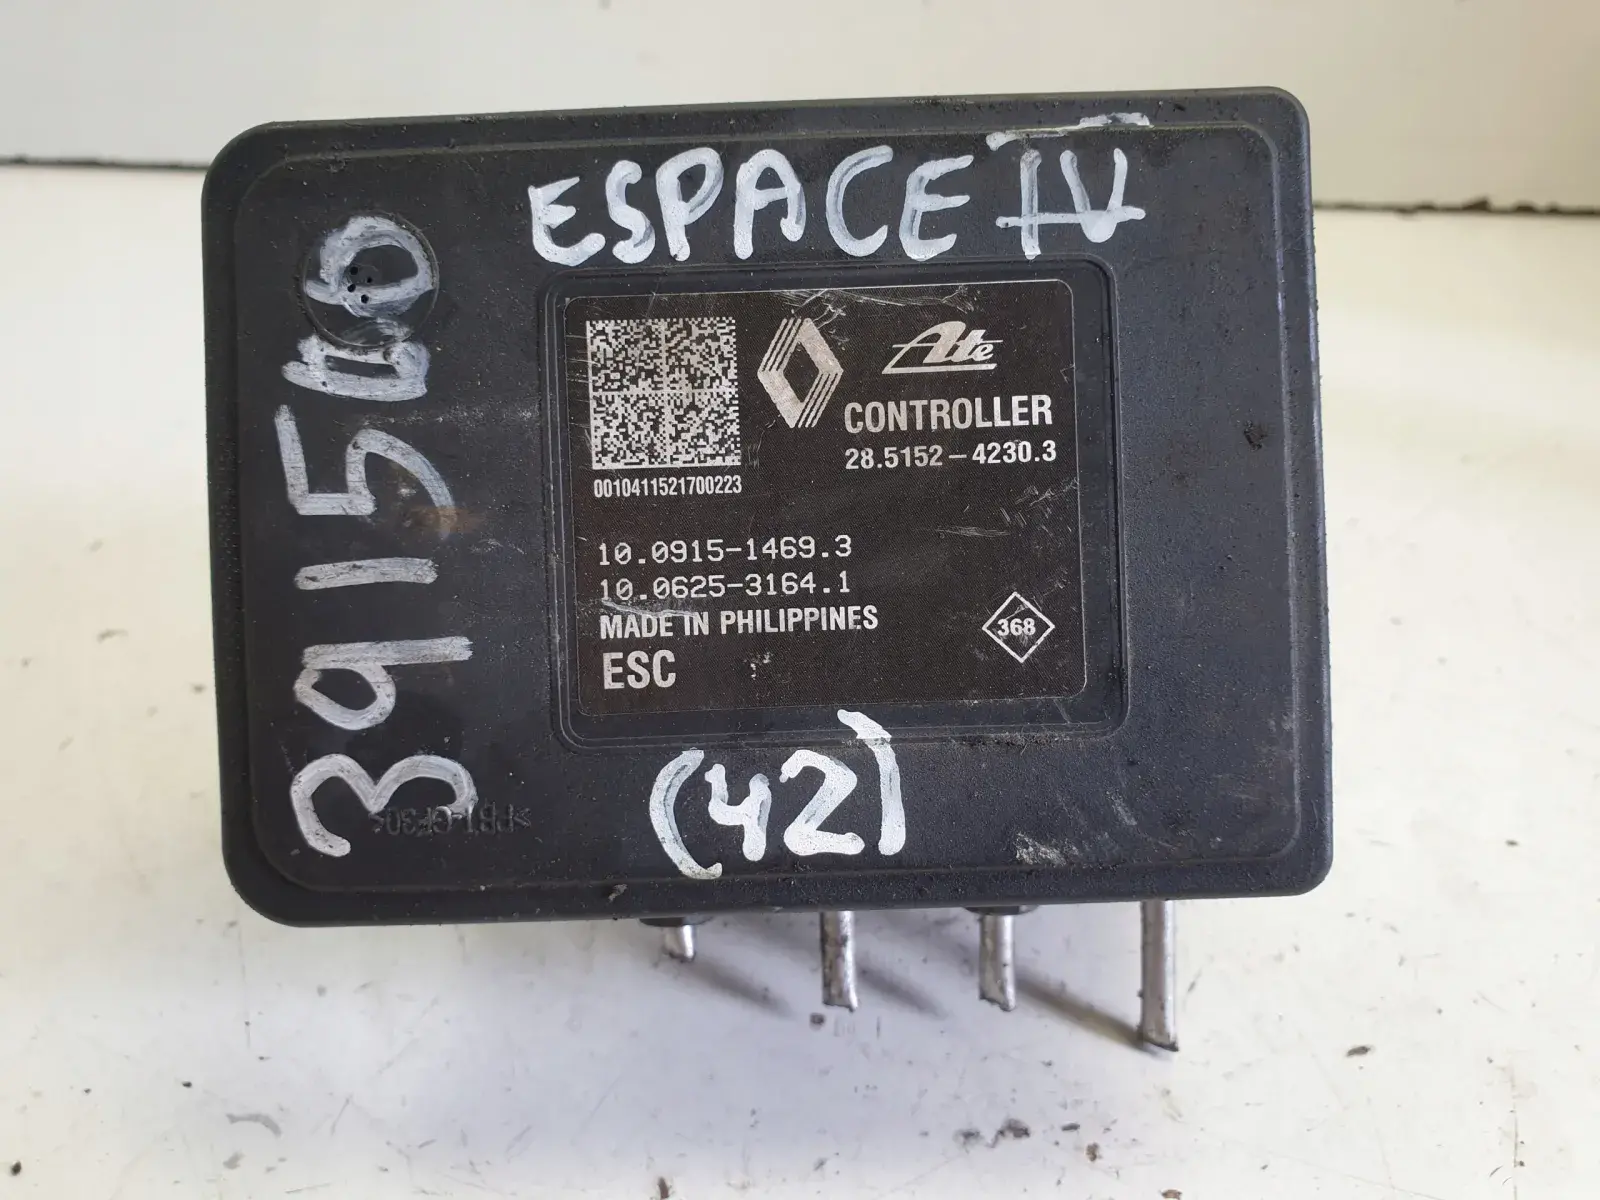 ESPACE IV
Ate
CONTROLLER
28.5152-4230.3
0010411521700223
10.0915-1469.3
10.0625-3164.1
MADE IN PHILIPPINES
368
ESC
(42)